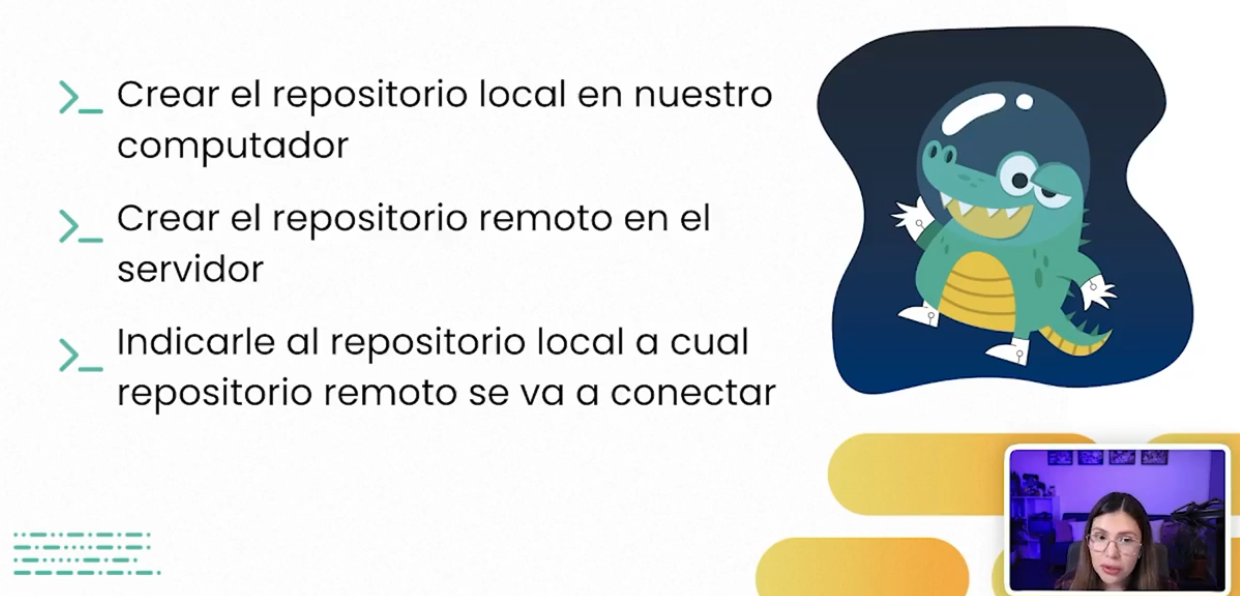 Crear el repositorio local en nuestro
computador
Crear el repositorio remoto en el
servidor
Indicarle al repositorio local a cual
repositorio remoto se va a conectar